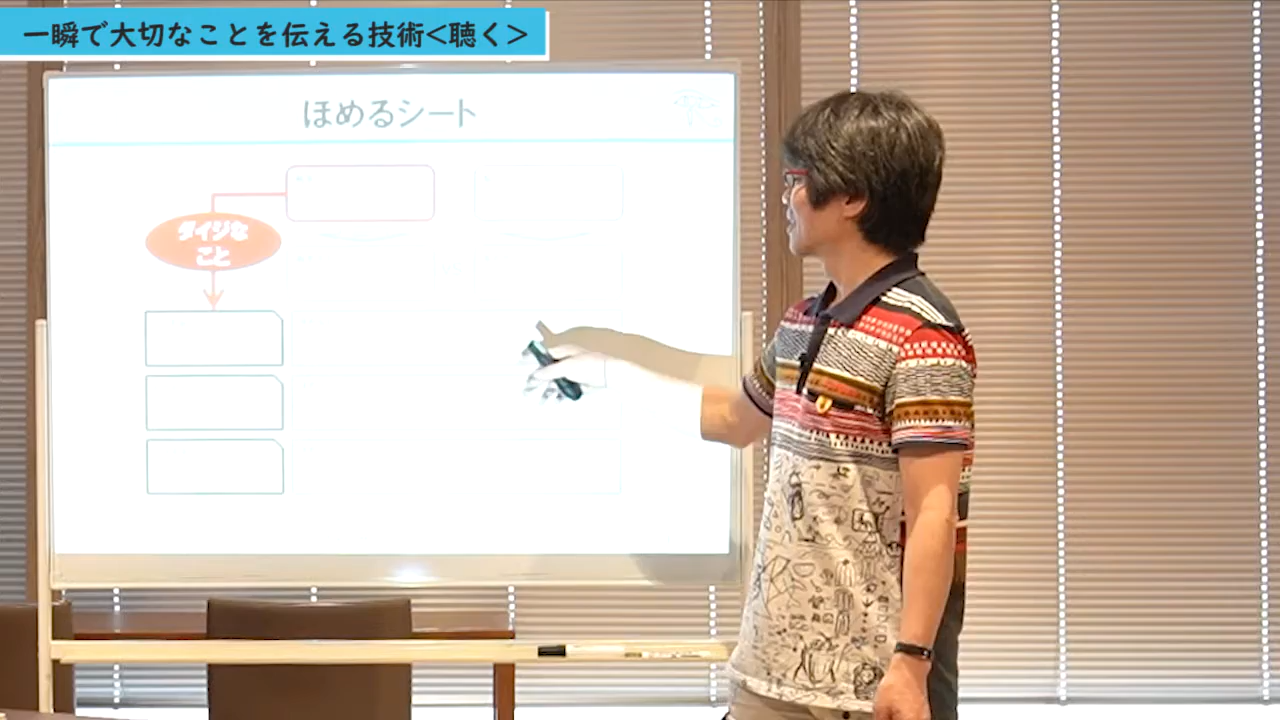 一瞬で大切なことを伝える技術<聴く>
ほめるシート
ダイジな
こと